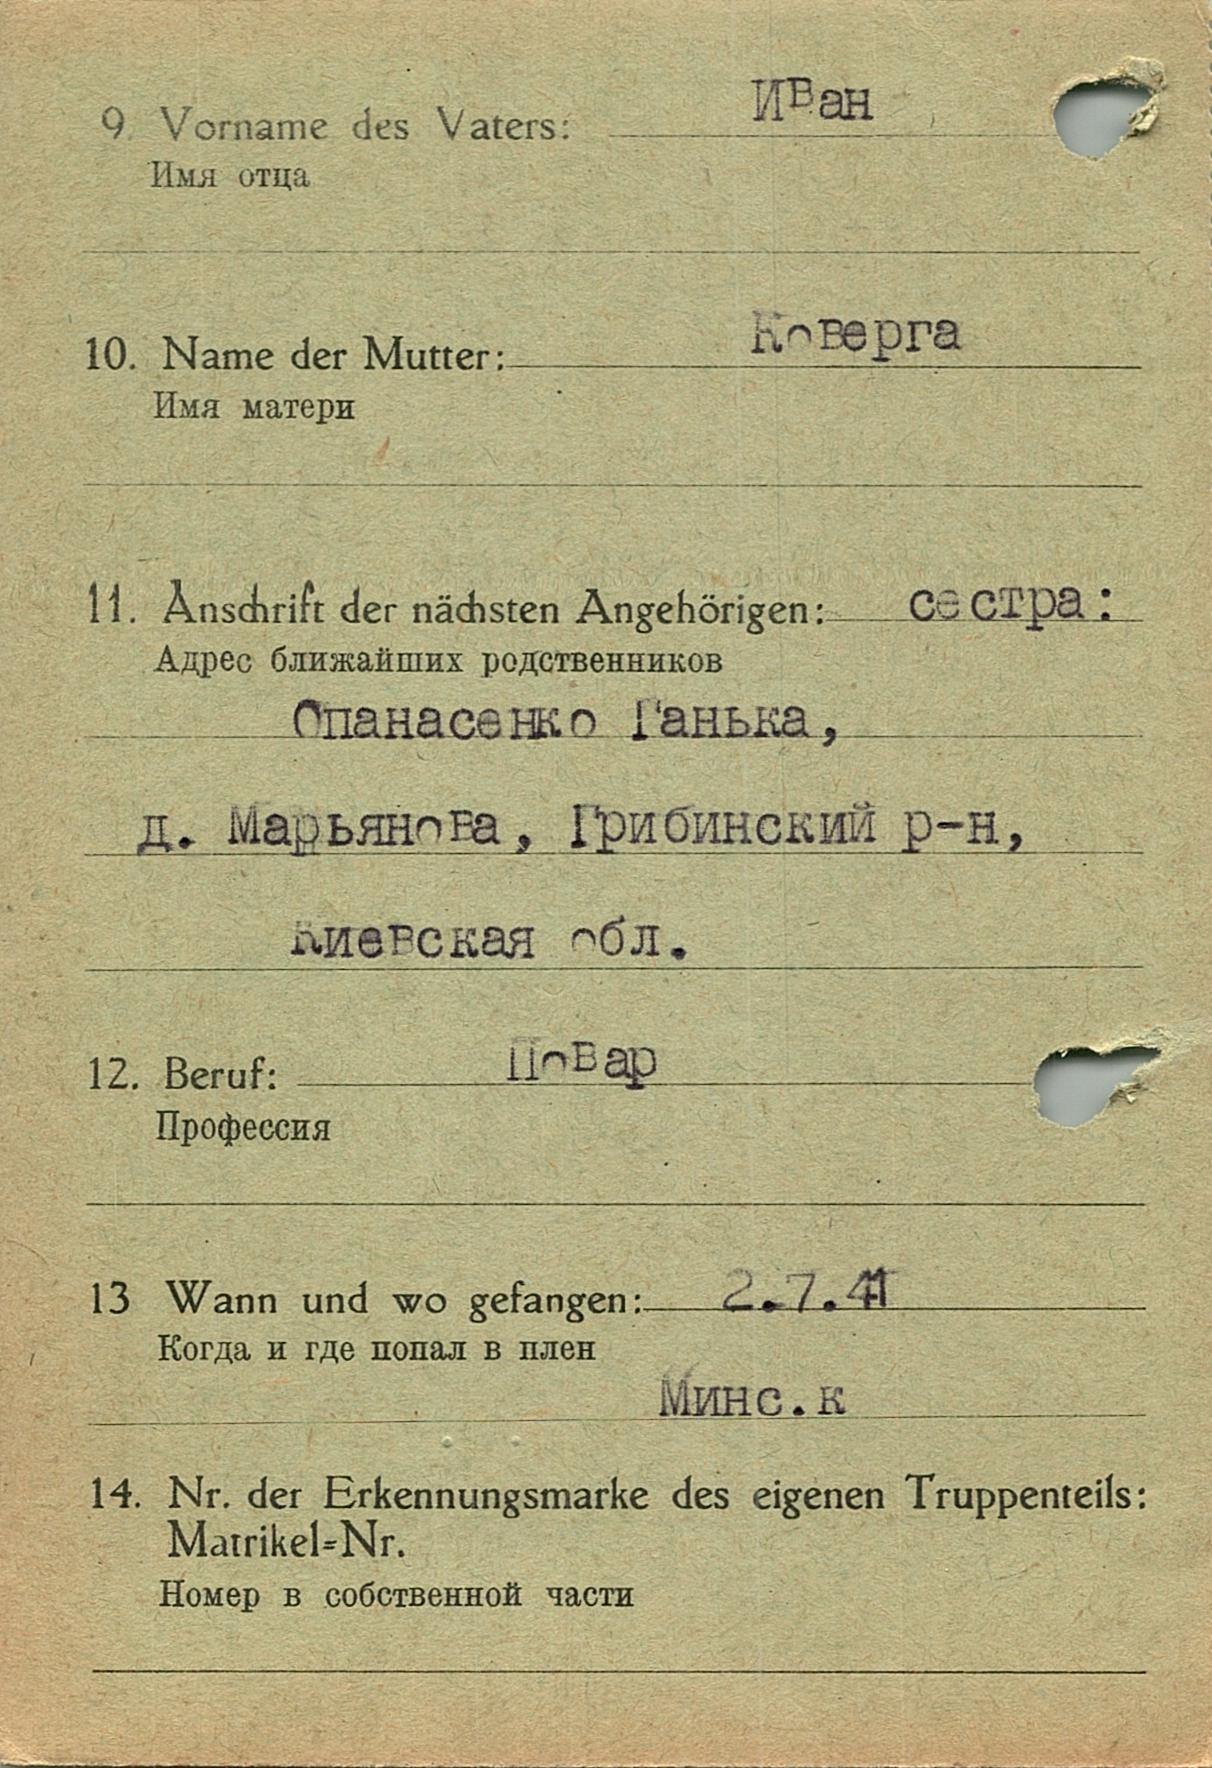 9. Vorname des Vaters: Иван
Имя отца
10. Name der Mutter: Коверга
Имя матери
11. Anschrift der nächsten Angehörigen: сестра:
Адрес ближайших родственников
Опанасенко Ганька,
д. Марьянова, Грибинский р-н,
Киевская обл.
12. Beruf: Повар
Профессия
13 Wann und wo gefangen: 2.7.41
Когда и где попал в плен
Минс.к
14. Nr. der Erkennungsmarke des eigenen Truppenteils:
Matrikel=Nr.
Номер в собственной части